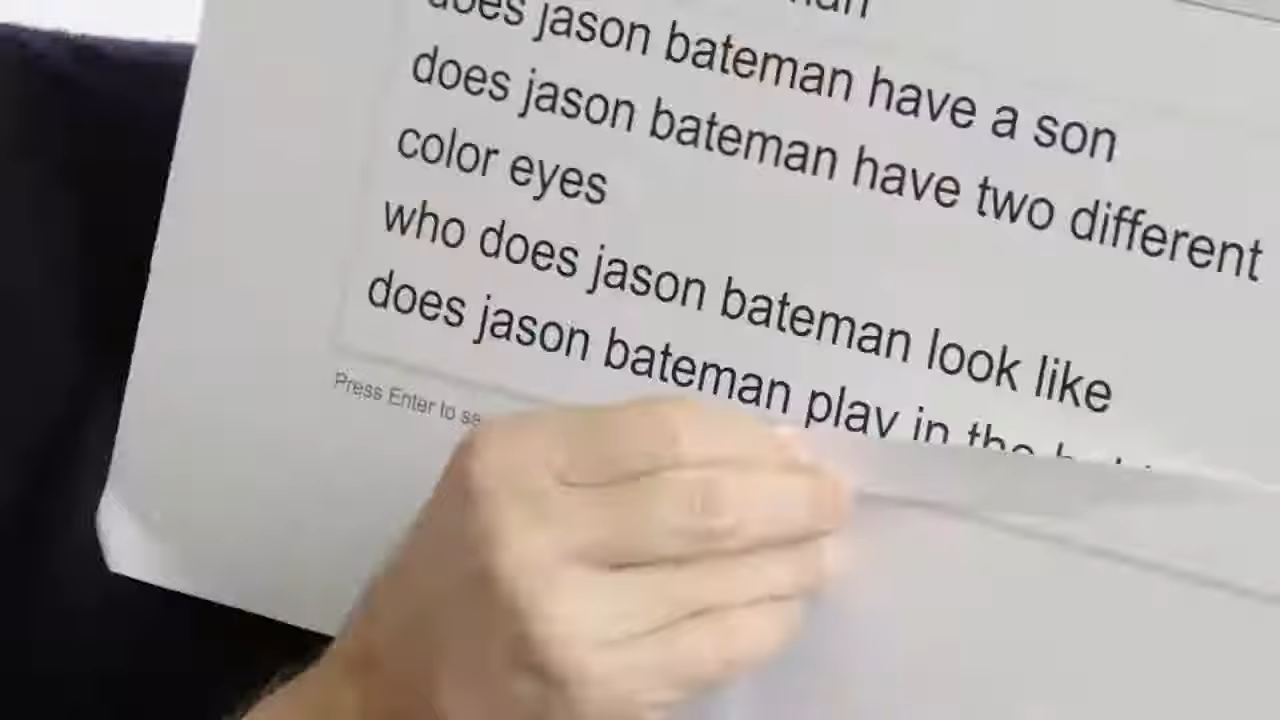 does jason bateman have a son
does jason bateman have two different
color eyes
who does jason bateman look like
does jason bateman play in the
Press Enter to